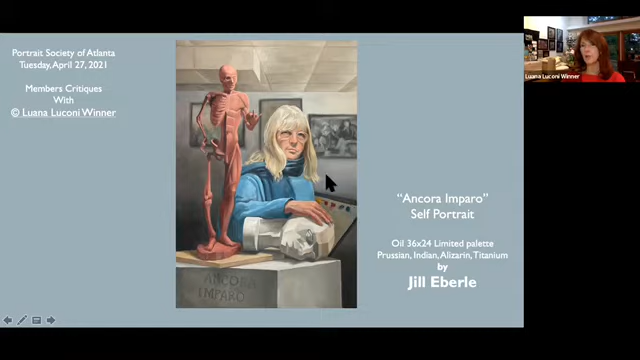 Portrait Society of Atlanta
Tuesday, April 27, 2021
Members Critiques
With
© Luana Luconi Winner
ANCORA
IMPARO
“Ancora Imparo”
Self Portrait
Oil 36x24 Limited palette
Prussian, Indian, Alizarin, Titanium
by
Jill Eberle
Luana Luconi Winner